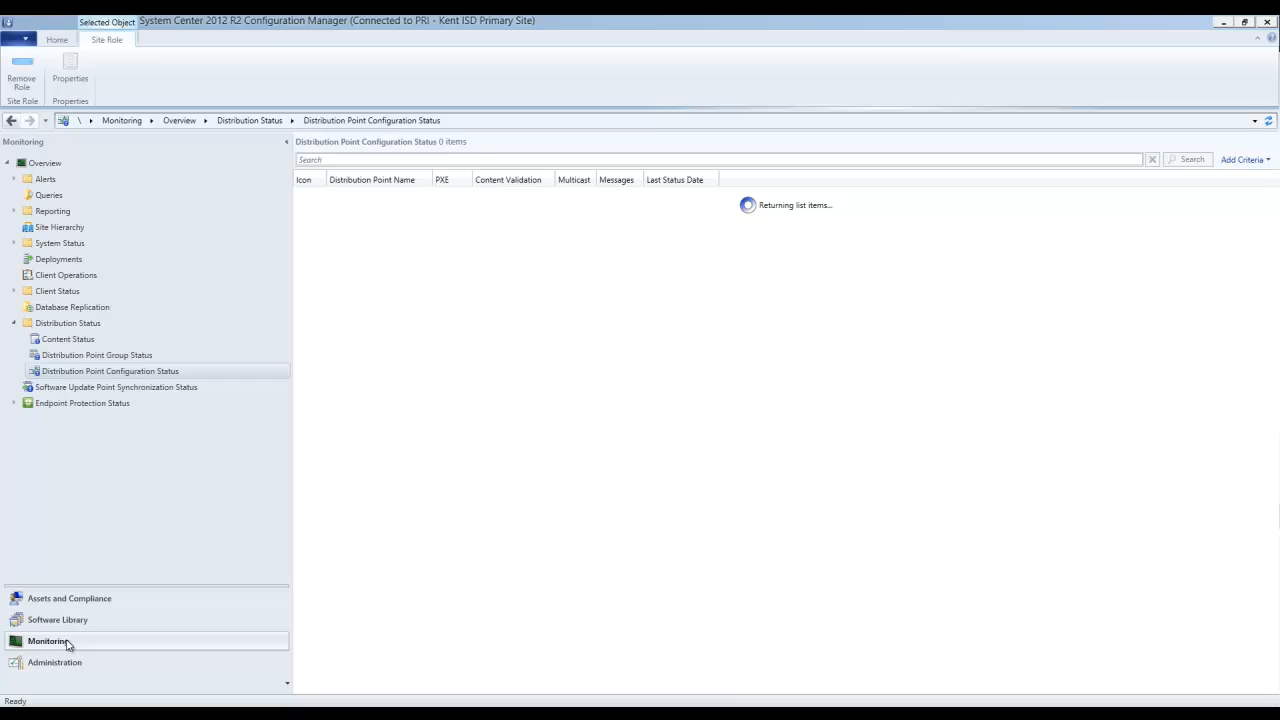 Selected Object
System Center 2012 R2 Configuration Manager (Connected to PRI - Kent ISD Primary Site)
Home
Site Role
Remove Role
Properties
Site Role
Properties
\ Monitoring Overview Distribution Status Distribution Point Configuration Status
Monitoring
Overview
Alerts
Queries
Reporting
Site Hierarchy
System Status
Deployments
Client Operations
Client Status
Database Replication
Distribution Status
Content Status
Distribution Point Group Status
Distribution Point Configuration Status
Software Update Point Synchronization Status
Endpoint Protection Status
Assets and Compliance
Software Library
Monitoring
Administration
Distribution Point Configuration Status 0 items
Search
Search
Add Criteria
Icon Distribution Point Name PXE Content Validation Multicast Messages Last Status Date
Returning list items...
Ready